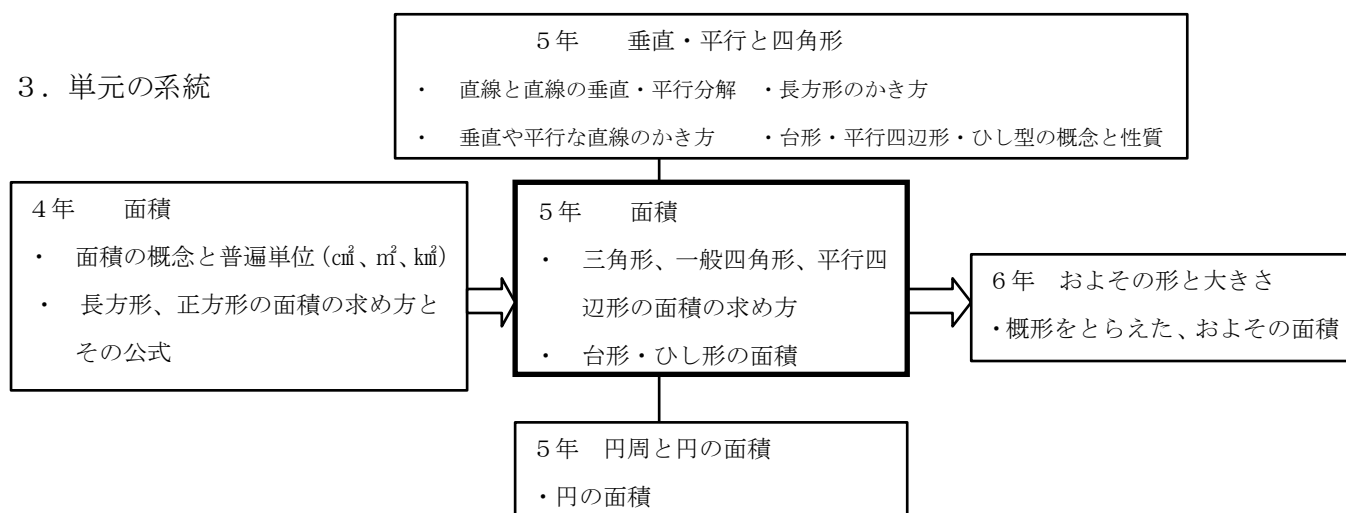 ３．単元の系統
５年　　垂直・平行と四角形
・　直線と直線の垂直・平行分解　・長方形のかき方
・　垂直や平行な直線のかき方　　・台形・平行四辺形・ひし型の概念と性質
４年　　面積
・　面積の概念と普遍単位(㎠、㎡、㎢)
・　長方形、正方形の面積の求め方と
その公式
５年　　面積
・　三角形、一般四角形、平行四
辺形の面積の求め方
・　台形・ひし形の面積
６年　およその形と大きさ
・概形をとらえた、およその面積
５年　円周と円の面積
・円の面積